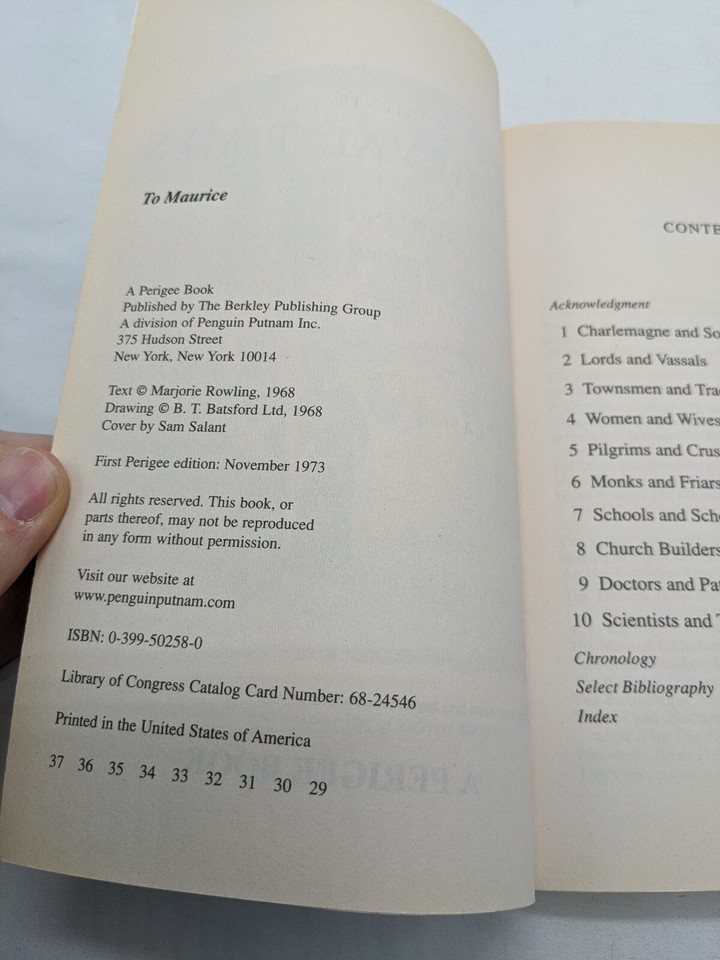 To Maurice
A Perigee Book
Published by The Berkley Publishing Group
A division of Penguin Putnam Inc.
375 Hudson Street
New York, New York 10014
Text © Marjorie Rowling, 1968
Drawing © B. T. Batsford Ltd, 1968
Cover by Sam Salant
First Perigee edition: November 1973
All rights reserved. This book, or
parts thereof, may not be reproduced
in any form without permission.
Visit our website at
www.penguinputnam.com
ISBN: 0-399-50258-0
Library of Congress Catalog Card Number: 68-24546
Printed in the United States of America
37 36 35 34 33 32 31 30 29
CONTE
Acknowledgment
1 Charlemagne and So
2 Lords and Vassals
3 Townsmen and Tra
4 Women and Wives
5 Pilgrims and Crus
6 Monks and Friars
7 Schools and Sch
8 Church Builders
9 Doctors and Pa
10 Scientists and T
Chronology
Select Bibliography
Index